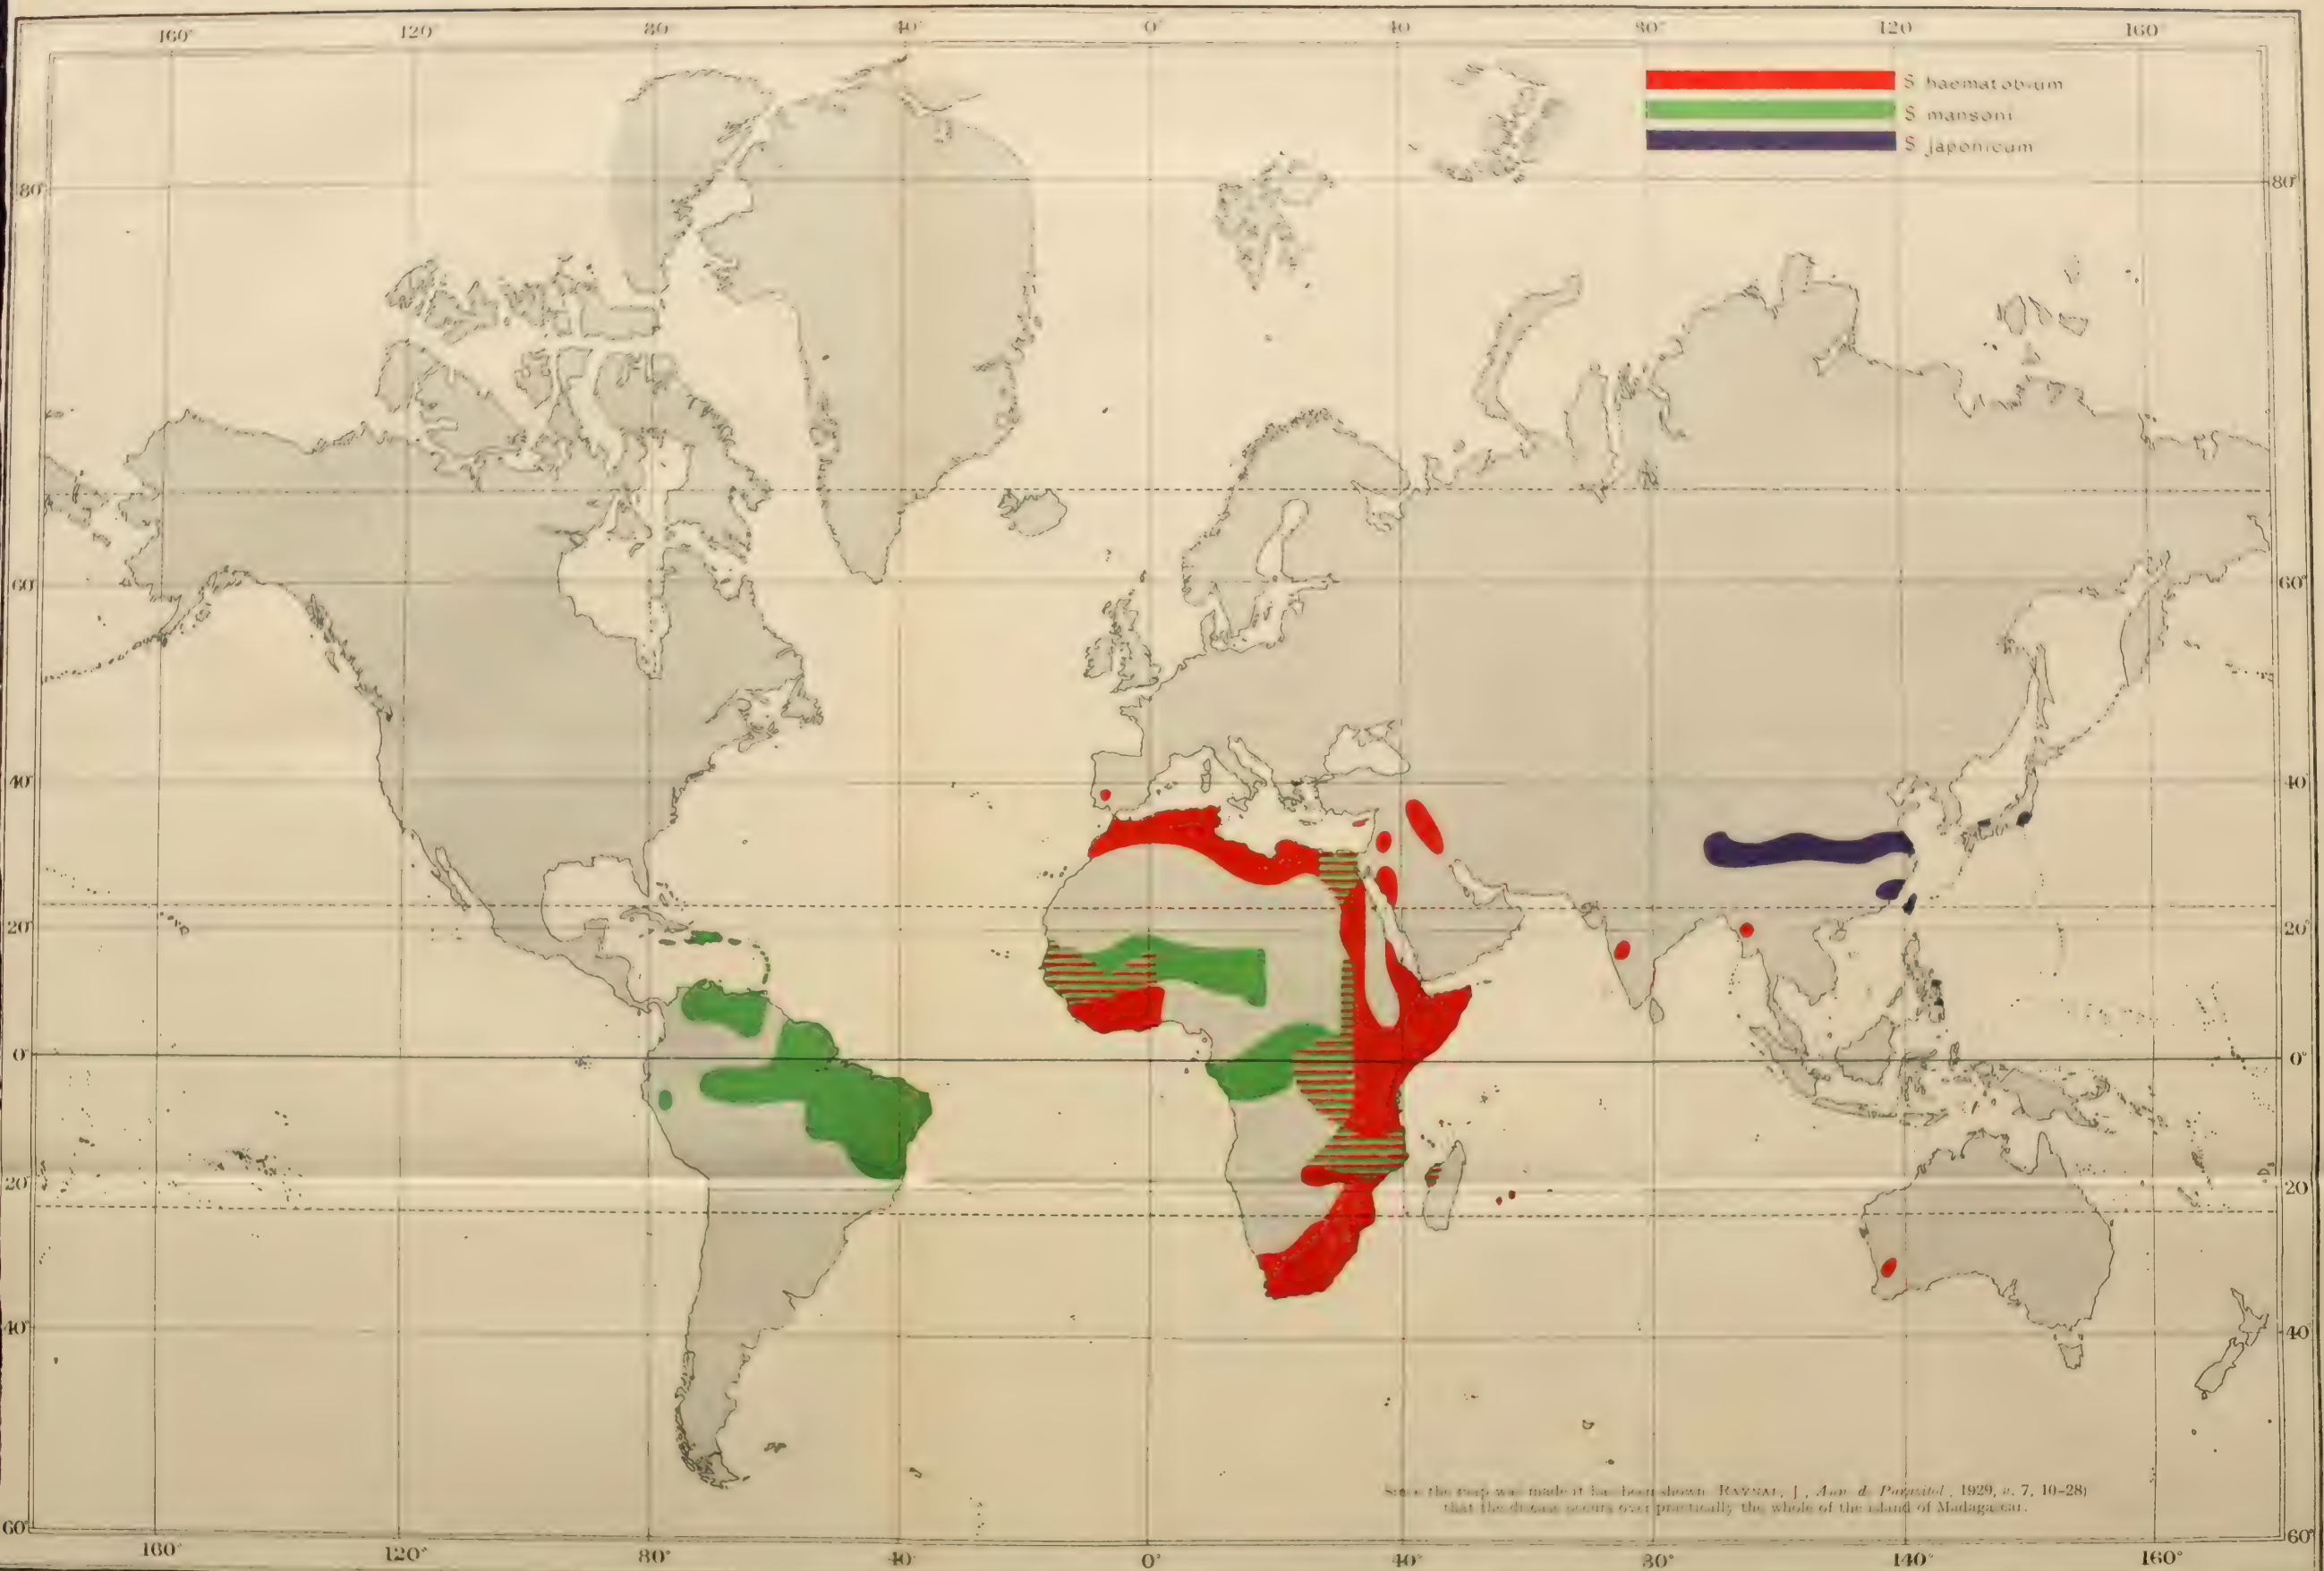 160° 120° 80 40° 0° 40 80° 120 160
S haematobium
S mansoni
S japonicum
80° 80°
60° 60°
40° 40°
20° 20°
0° 0°
20° 20
40° 40°
Since the map was made it has been shown RAYNAL, J., Ann d Parasitol, 1929, v. 7, 10-28)
that the disease occurs over practically the whole of the island of Madagascar.
60° 60°
160° 120° 80° 40 0° 40° 80° 140° 160°